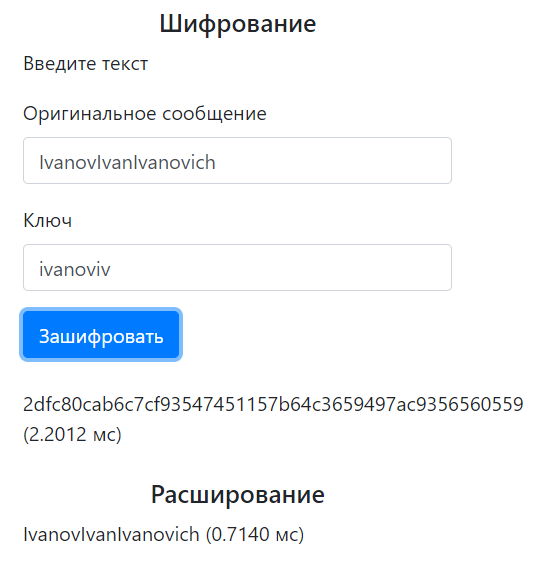 Шифрование
Введите текст
Оригинальное сообщение
IvanovIvanIvanovich
Ключ
ivanoviv
Зашифровать
2dfc80cab6c7cf93547451157b64c3659497ac9356560559
(2.2012 мс)
Расширование
IvanovIvanIvanovich (0.7140 мс)